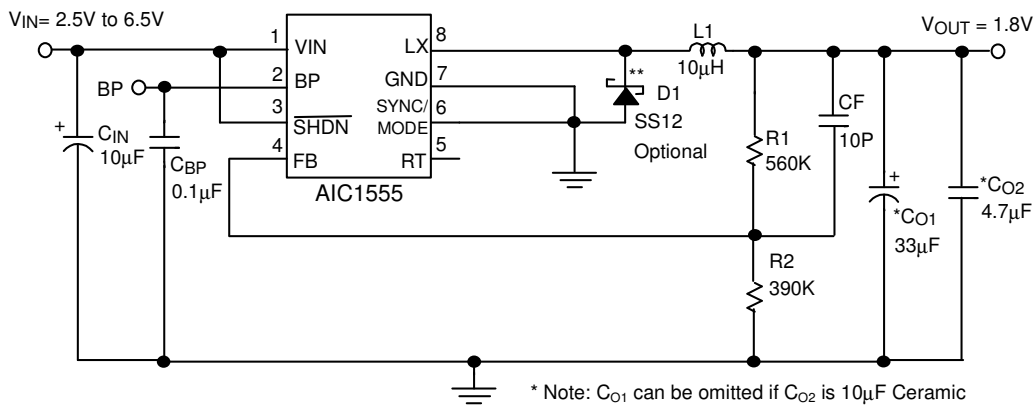 VIN= 2.5V to 6.5V
VOUT = 1.8V
1 VIN
LX 8
L1
10μH
BP
2 BP
GND 7
3 SHDN
SYNC/
MODE 6
4 FB
RT 5
AIC1555
**
D1
SS12
Optional
+
CIN
10μF
CBP
0.1μF
R1
560K
CF
10P
+
*CO1
33μF
*CO2
4.7μF
R2
390K
* Note: CO1 can be omitted if CO2 is 10μF Ceramic